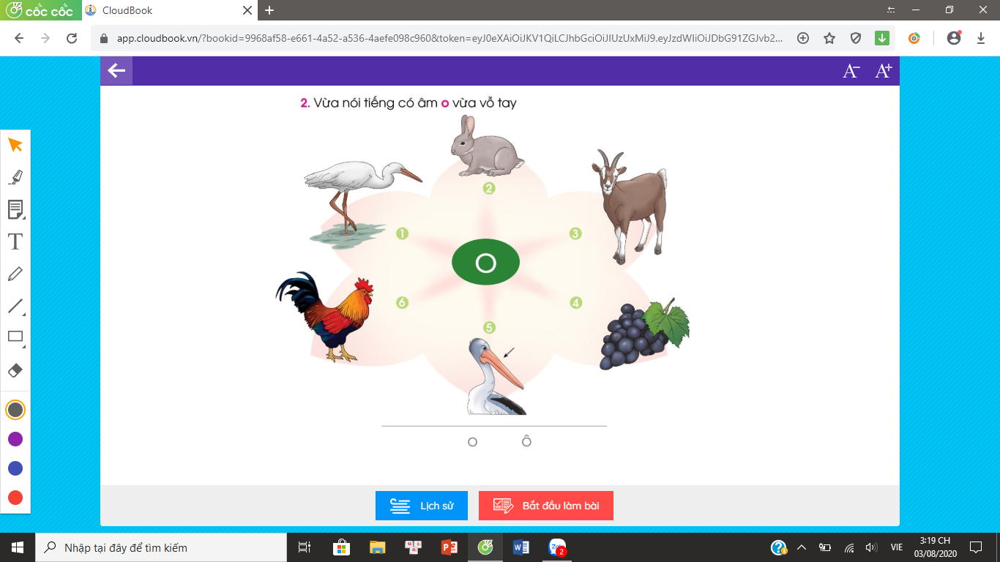 cốc cốc
CloudBook
app.cloudbook.vn/?bookid=9968af58-e661-4a52-a536-4aefe098c960&token=eyJ0eXAiOiJKV1QiLCJhbGciOiJIUzUxMiJ9.eyJzdWIiOiJDbG91ZGJvb2...
A- A+
2. Vừa nói tiếng có âm o vừa vỗ tay
2
1
3
o
6
4
5
o ô
T
Lịch sử
Bắt đầu làm bài
Nhập tại đây để tìm kiếm
2
VIE
3:19 CH
03/08/2020